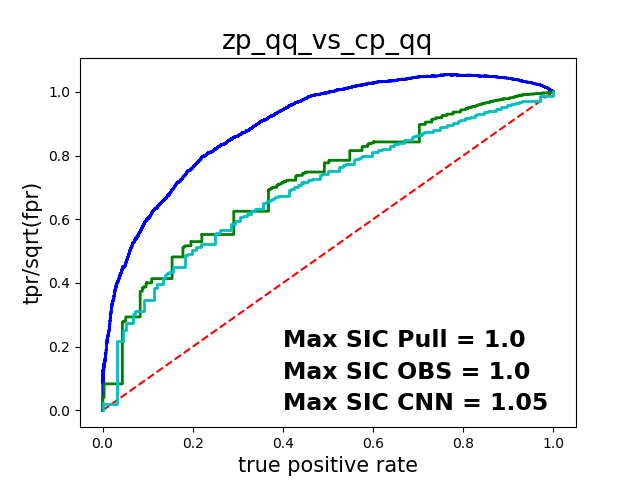 zp_qq_vs_cp_qq
tpr/sqrt(fpr)
1.0
0.8
0.6
0.4
0.2
0.0
Max SIC Pull = 1.0
Max SIC OBS = 1.0
Max SIC CNN = 1.05
0.0 0.2 0.4 0.6 0.8 1.0
true positive rate